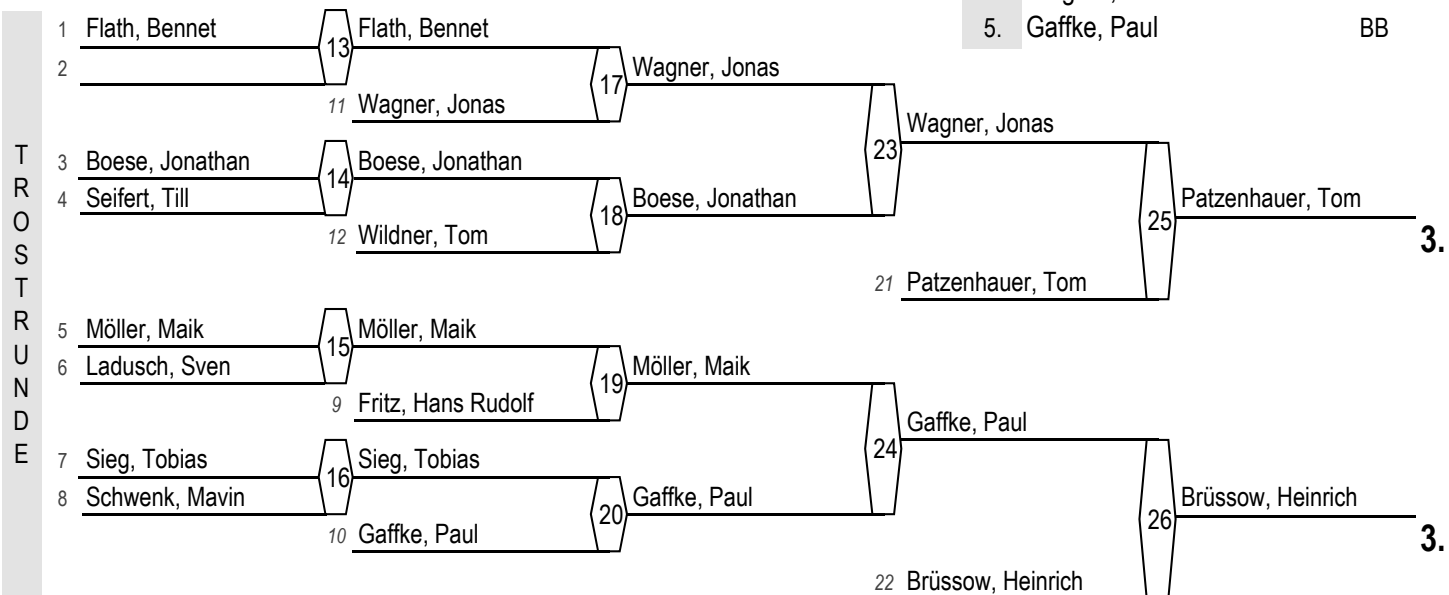 5. Gaffke, Paul BB
TROSTRUNDE
1 Flath, Bennet 13 Flath, Bennet
2
17 Wagner, Jonas
11 Wagner, Jonas
23 Wagner, Jonas
3 Boese, Jonathan 14 Boese, Jonathan
4 Seifert, Till
18 Boese, Jonathan
12 Wildner, Tom
25 Patzenhauer, Tom
3.
21 Patzenhauer, Tom
5 Möller, Maik 15 Möller, Maik
6 Ladusch, Sven
19 Möller, Maik
9 Fritz, Hans Rudolf
24 Gaffke, Paul
7 Sieg, Tobias 16 Sieg, Tobias
8 Schwenk, Mavin
20 Gaffke, Paul
10 Gaffke, Paul
26 Brüssow, Heinrich
3.
22 Brüssow, Heinrich